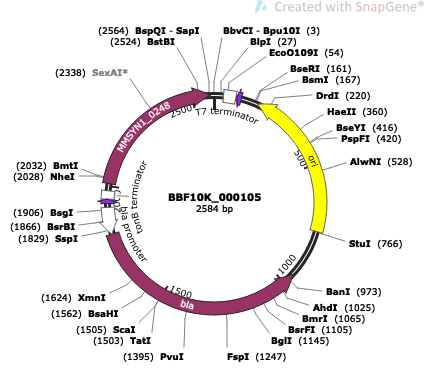 Created with SnapGene®
(2564) BspQI - SapI
(2524) BstBI
(2338) SexAI*
BbvCI - Bpu10I (3)
BlpI (27)
EcoO109I (54)
BseRI (161)
BsmI (167)
DrdI (220)
HaeII (360)
BseYI (416)
PspFI (420)
AlwNI (528)
StuI (766)
BanI (973)
AhdI (1025)
BmrI (1065)
BsrFI (1105)
BglI (1145)
FspI (1247)
(1395) PvuI
(1503) TatI
(1505) ScaI
(1562) BsaHI
(1624) XmnI
(1829) SspI
(1866) BsrBI
(1906) BsgI
(2028) NheI
(2032) BmtI
MMSYN1_0248
2500
T7 terminator
500
ori
1000
1500
bla
bla promoter
tonB terminator
BBF10K_000105
2584 bp